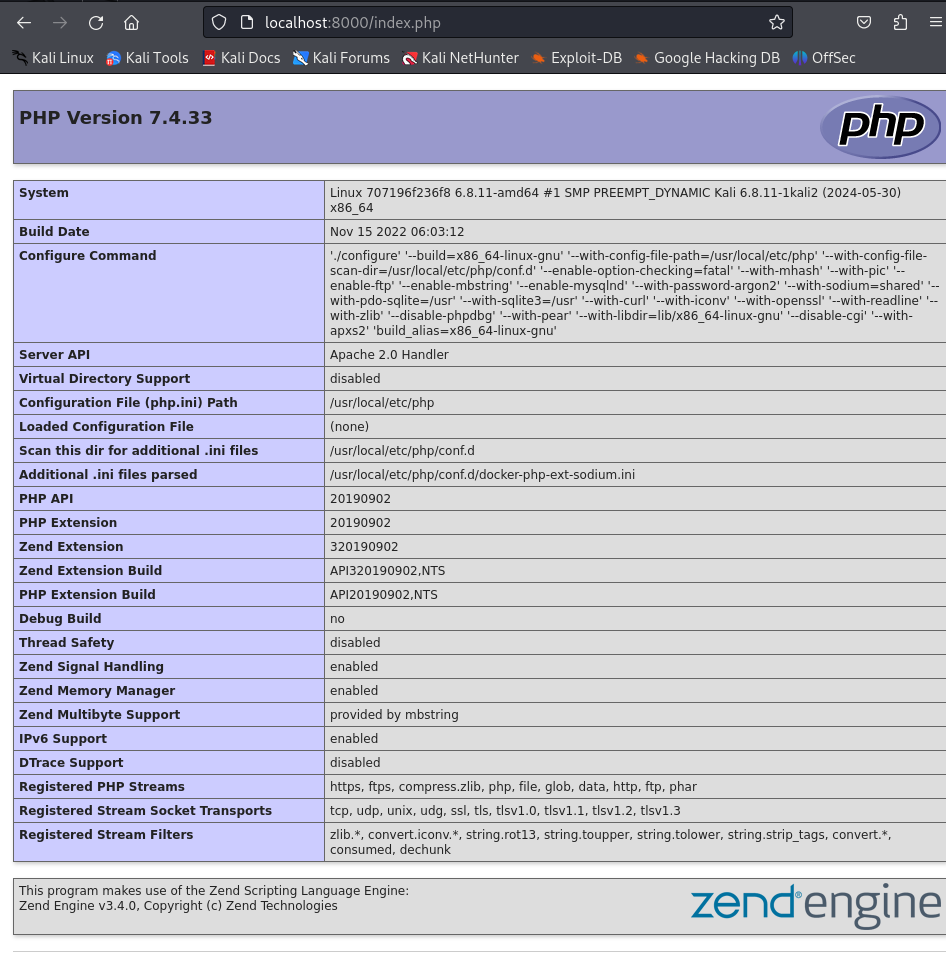 localhost:8000/index.php
Kali Linux Kali Tools Kali Docs Kali Forums Kali NetHunter Exploit-DB Google Hacking DB OffSec
PHP Version 7.4.33
php
System Linux 707196f236f8 6.8.11-amd64 #1 SMP PREEMPT_DYNAMIC Kali 6.8.11-1kali2 (2024-05-30)
x86_64
Build Date Nov 15 2022 06:03:12
Configure Command './configure' '--build=x86_64-linux-gnu' '--with-config-file-path=/usr/local/etc/php' '--with-config-file-
scan-dir=/usr/local/etc/php/conf.d' '--enable-option-checking=fatal' '--with-mhash' '--with-pic' '--
enable-ftp' '--enable-mbstring' '--enable-mysqlnd' '--with-password-argon2' '--with-sodium=shared' '--
with-pdo-sqlite=/usr' '--with-sqlite3=/usr' '--with-curl' '--with-iconv' '--with-openssl' '--with-readline' '--
with-zlib' '--disable-phpdbg' '--with-pear' '--with-libdir=lib/x86_64-linux-gnu' '--disable-cgi' '--with-
apxs2' 'build_alias=x86_64-linux-gnu'
Server API Apache 2.0 Handler
Virtual Directory Support disabled
Configuration File (php.ini) Path /usr/local/etc/php
Loaded Configuration File (none)
Scan this dir for additional .ini files /usr/local/etc/php/conf.d
Additional .ini files parsed /usr/local/etc/php/conf.d/docker-php-ext-sodium.ini
PHP API 20190902
PHP Extension 20190902
Zend Extension 320190902
Zend Extension Build API320190902,NTS
PHP Extension Build API20190902,NTS
Debug Build no
Thread Safety disabled
Zend Signal Handling enabled
Zend Memory Manager enabled
Zend Multibyte Support provided by mbstring
IPv6 Support enabled
DTrace Support disabled
Registered PHP Streams https, ftps, compress.zlib, php, file, glob, data, http, ftp, phar
Registered Stream Socket Transports tcp, udp, unix, udg, ssl, tls, tlsv1.0, tlsv1.1, tlsv1.2, tlsv1.3
Registered Stream Filters zlib.*, convert.iconv.*, string.rot13, string.toupper, string.tolower, string.strip_tags, convert.*,
consumed, dechunk
This program makes use of the Zend Scripting Language Engine:
Zend Engine v3.4.0, Copyright (c) Zend Technologies
zend® engine